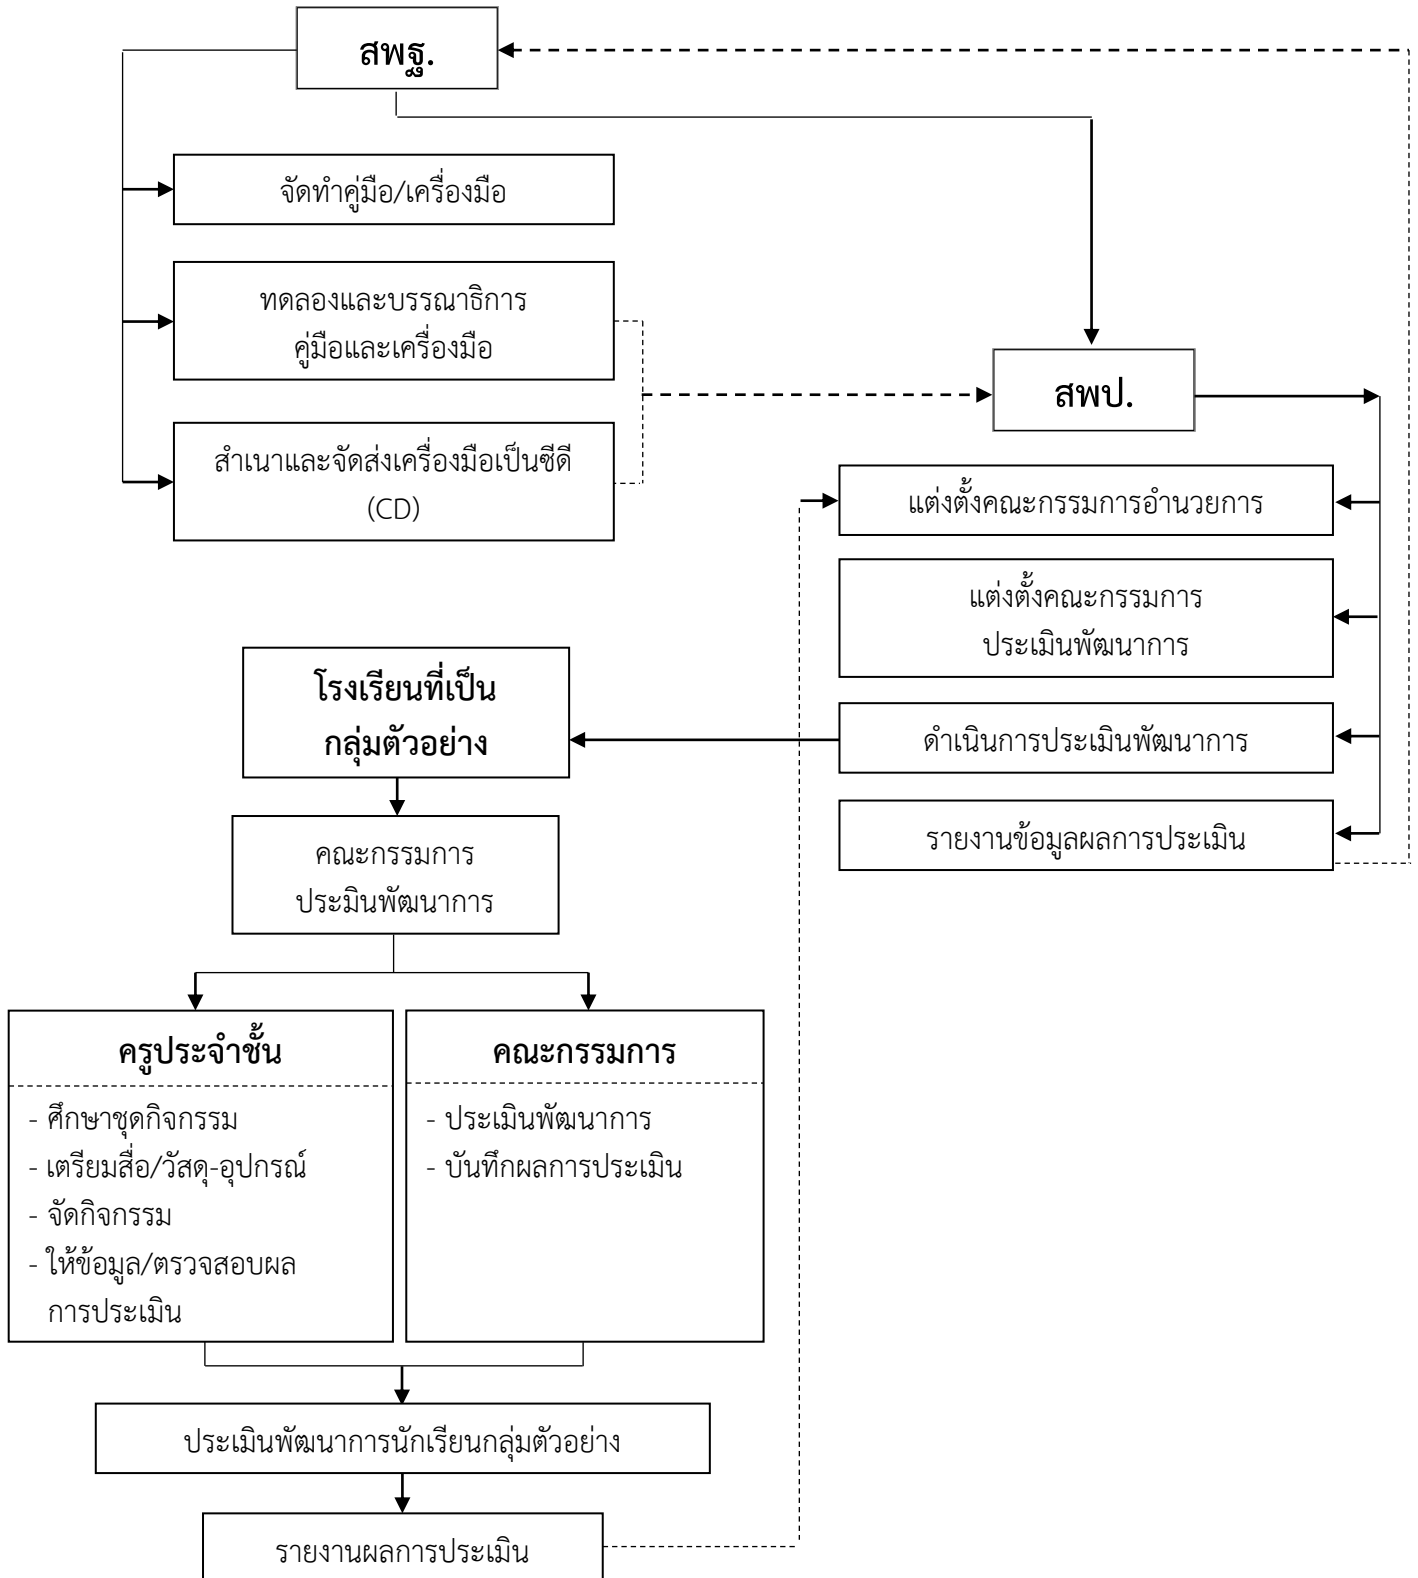 สพฐ.
จัดทำคู่มือ/เครื่องมือ
ทดลองและบรรณาธิการ
คู่มือและเครื่องมือ
สำเนาและจัดส่งเครื่องมือเป็นซีดี
(CD)
สพป.
แต่งตั้งคณะกรรมการอำนวยการ
แต่งตั้งคณะกรรมการ
ประเมินพัฒนาการ
ดำเนินการประเมินพัฒนาการ
รายงานข้อมูลผลการประเมิน
โรงเรียนที่เป็น
กลุ่มตัวอย่าง
คณะกรรมการ
ประมินพัฒนาการ
ครูประจำชั้น
- ศึกษาชุดกิจกรรม
- เตรียมสื่อ/วัสดุ-อุปกรณ์
- จัดกิจกรรม
- ให้ข้อมูล/ตรวจสอบผล
การประเมิน
คณะกรรมการ
- ประเมินพัฒนาการ
- บันทึกผลการประเมิน
ประเมินพัฒนาการนักเรียนกลุ่มตัวอย่าง
รายงานผลการประเมิน